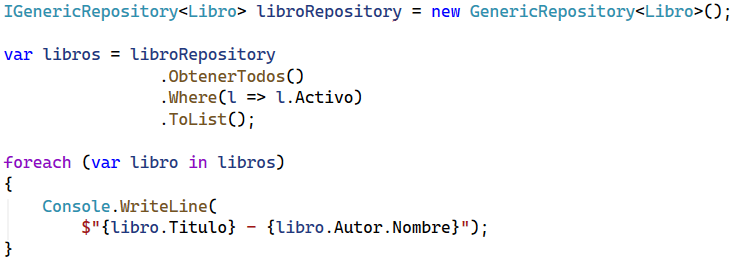 IGenericRepository<Libro> libroRepository = new GenericRepository<Libro>();
var libros = libroRepository
.ObtenerTodos()
.Where(l => l.Activo)
.ToList();
foreach (var libro in libros)
{
Console.WriteLine(
$"{libro.Titulo} - {libro.Autor.Nombre}");
}